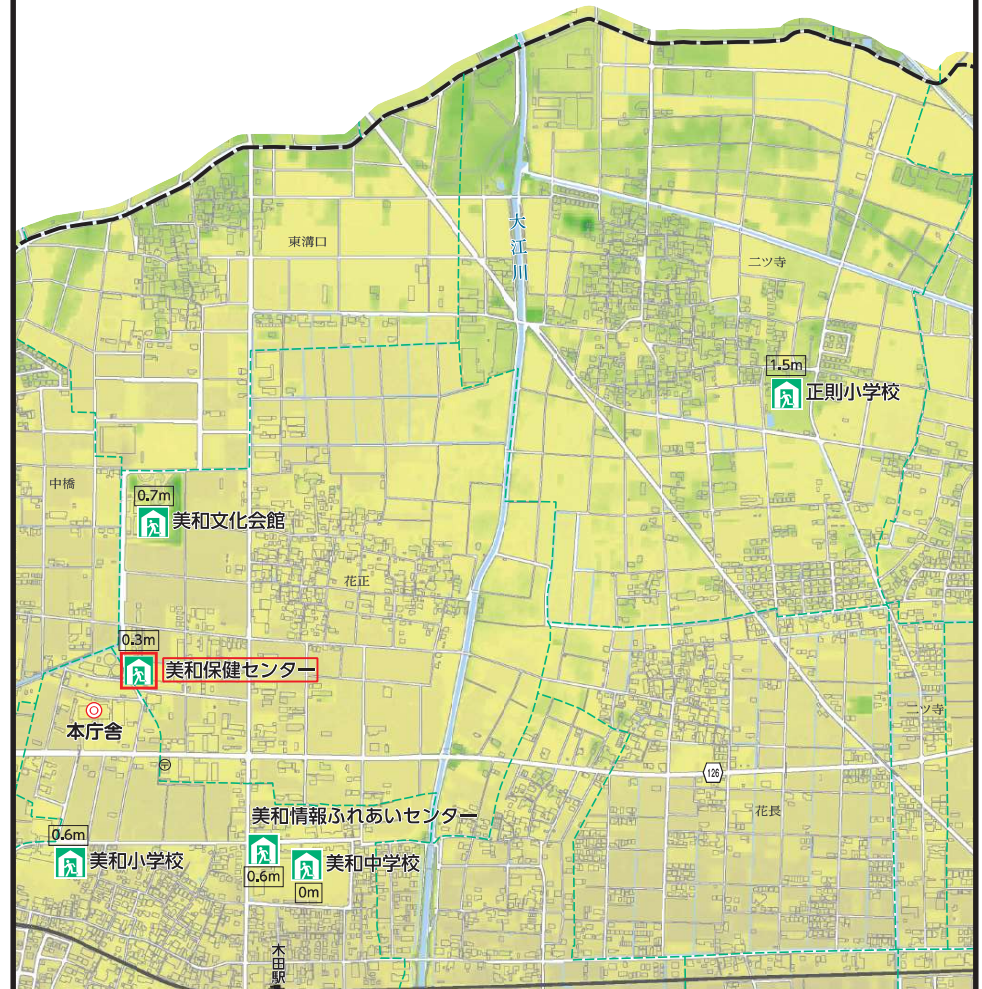 大江川
東溝口
二ツ寺
1.5m
正則小学校
中橋
0.7m
美和文化会館
花正
0.3m
美和保健センター
本庁舎
二ツ寺
126
花長
美和情報ふれあいセンター
0.6m
美和小学校
0.6m
美和中学校
0m
木田駅